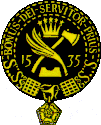 BONUS · DEI · SERVITOR · PRIUS
15 35